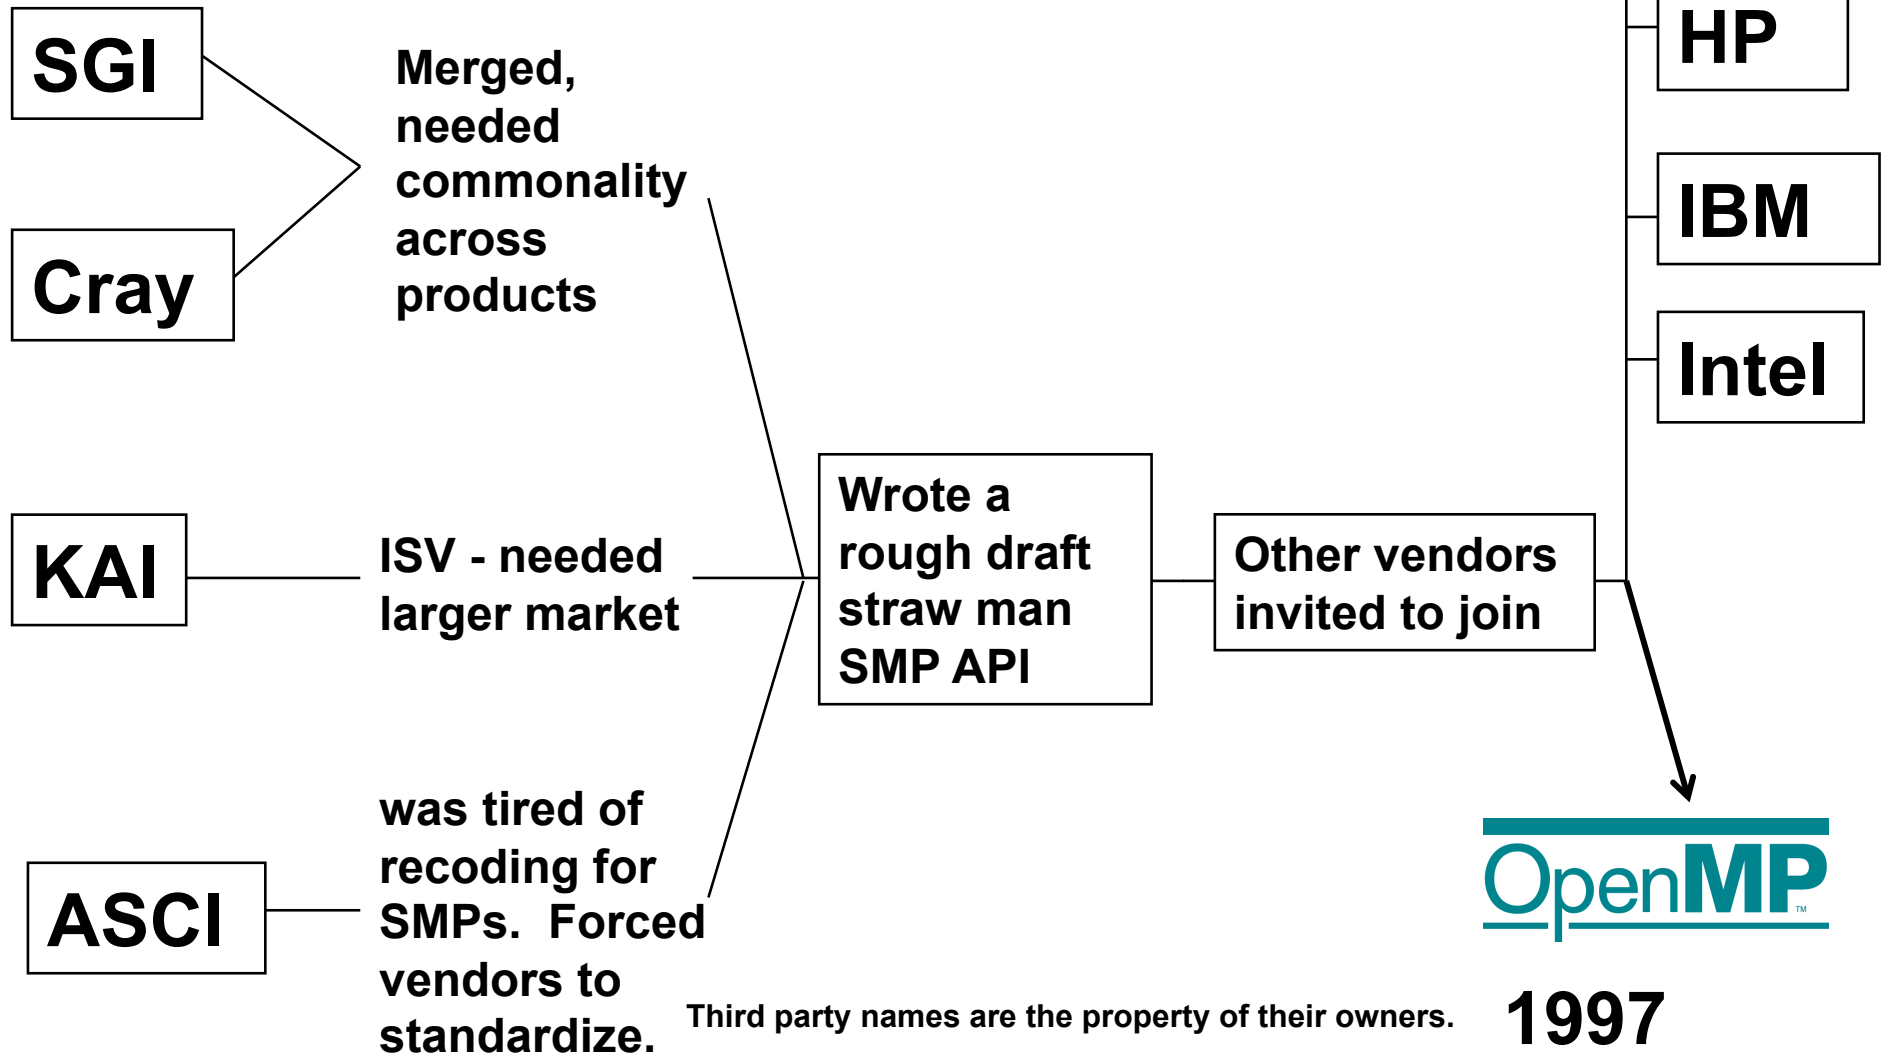 SGI
Merged,
needed
commonality
across
products
Cray
HP
IBM
Intel
KAI
ISV - needed
larger market
Wrote a
rough draft
straw man
SMP API
Other vendors
invited to join
ASCI
was tired of
recoding for
SMPs.  Forced
vendors to
standardize.
OpenMP™
1997
Third party names are the property of their owners.